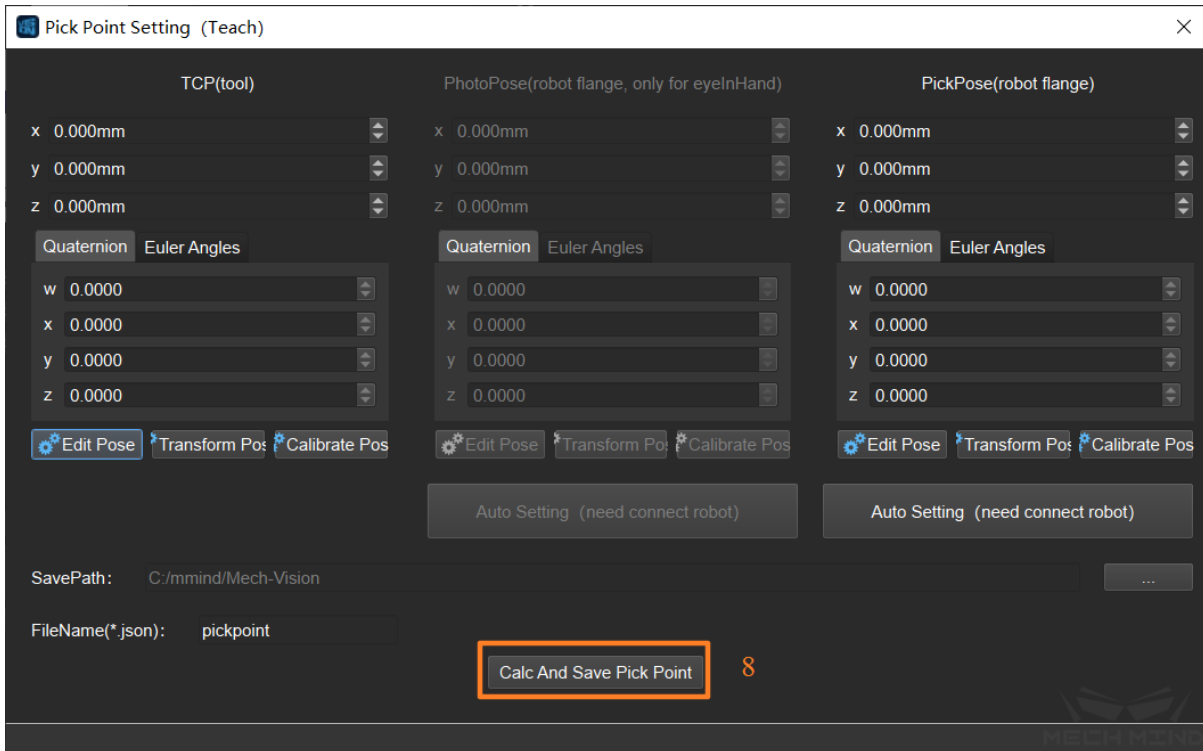 Pick Point Setting (Teach)
TCP(tool)
PhotoPose(robot flange, only for eyeInHand)
PickPose(robot flange)
x 0.000mm
x 0.000mm
x 0.000mm
y 0.000mm
y 0.000mm
y 0.000mm
z 0.000mm
z 0.000mm
z 0.000mm
Quaternion Euler Angles
Quaternion Euler Angles
Quaternion Euler Angles
w 0.0000
w 0.0000
w 0.0000
x 0.0000
x 0.0000
x 0.0000
y 0.0000
y 0.0000
y 0.0000
z 0.0000
z 0.0000
z 0.0000
Edit Pose Transform Pos Calibrate Pos
Edit Pose Transform Pos Calibrate Pos
Edit Pose Transform Pos Calibrate Pos
Auto Setting (need connect robot)
Auto Setting (need connect robot)
SavePath: C:/mmind/Mech-Vision ...
FileName(*.json): pickpoint
Calc And Save Pick Point 8
MECH MIND